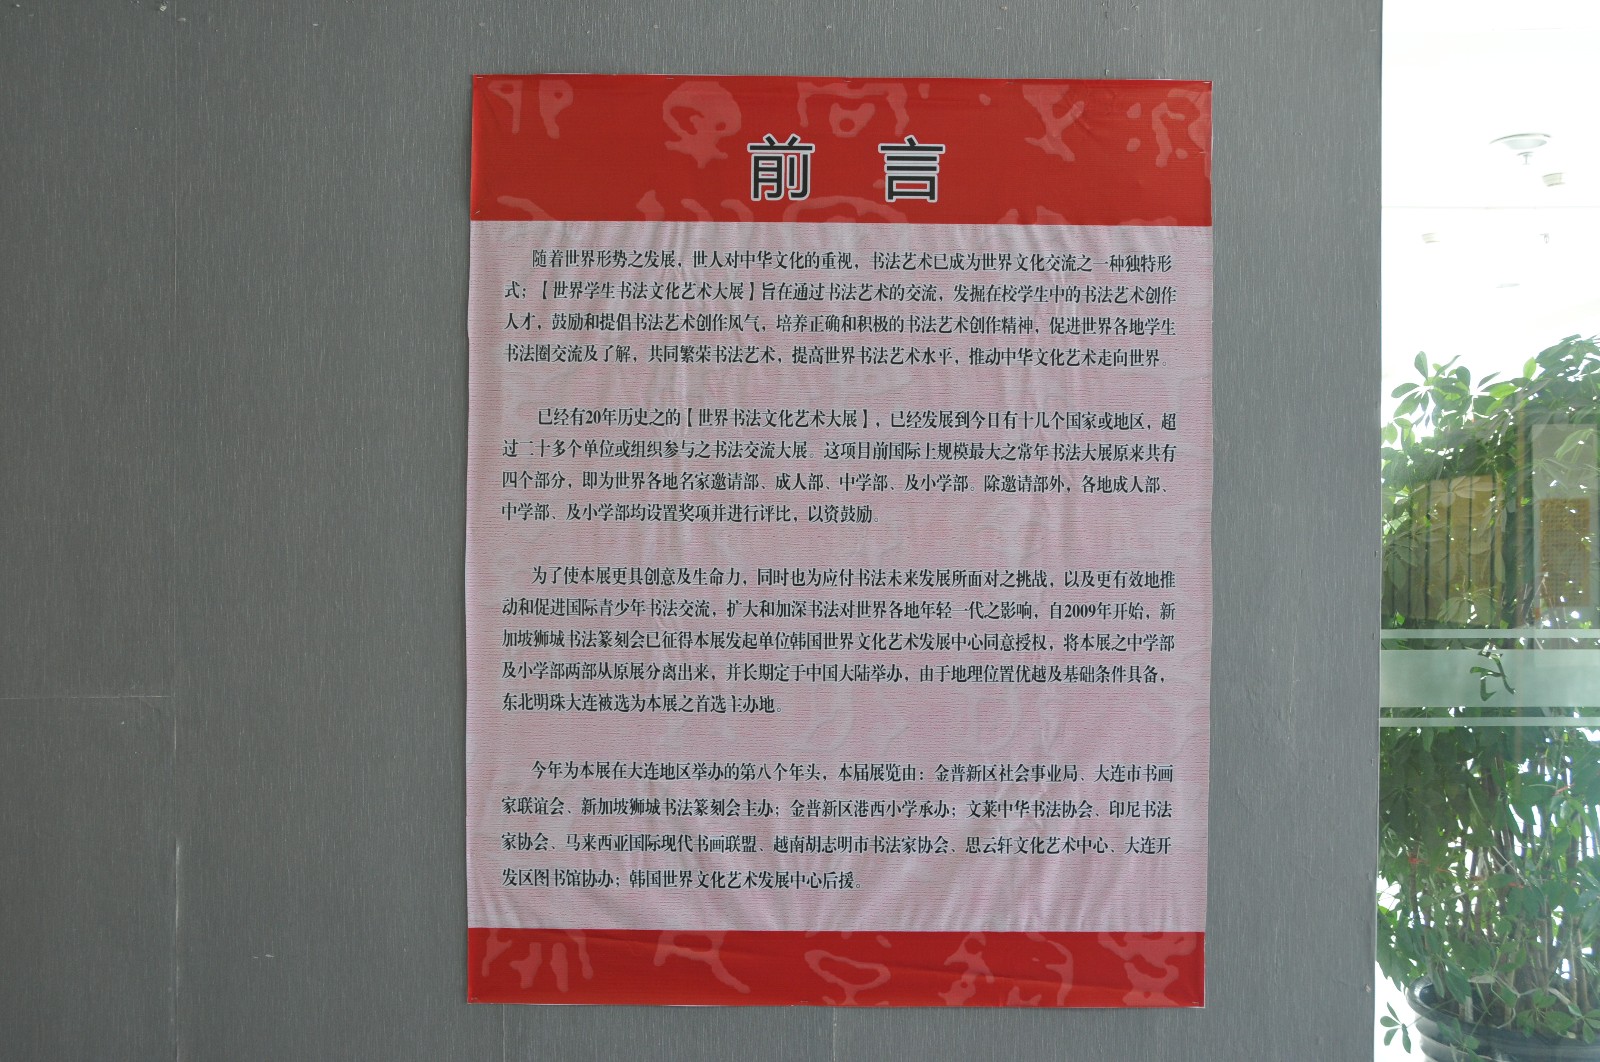 前言
随着世界形势之发展，世人对中华文化的重视，书法艺术已成为世界文化交流之一种独特形
式；【世界学生书法文化艺术大展】旨在通过书法艺术的交流，发掘在校学生中的书法艺术创作
人才，鼓励和提倡书法艺术创作风气，培养正确和积极的书法艺术创作精神，促进世界各地学生
书法圈交流及了解，共同繁荣书法艺术，提高世界书法艺术水平，推动中华文化艺术走向世界。
已经有20年历史之的【世界书法文化艺术大展】，已经发展到今日有十几个国家或地区，超
过二十多个单位或组织参与之书法交流大展。这项目前国际上规模最大之常年书法大展原来共有
四个部分，即为世界各地名家邀请部、成人部、中学部、及小学部。除邀请部外，各地成人部、
中学部、及小学部均设置奖项并进行评比，以资鼓励。
为了使本展更具创意及生命力，同时也为应付书法未来发展所面对之挑战，以及更有效地推
动和促进国际青少年书法交流，扩大和加深书法对世界各地年轻一代之影响，自2009年开始，新
加坡狮城书法篆刻会已征得本展发起单位韩国世界文化艺术发展中心同意授权，将本展之中学部
及小学部两部从原展分离出来，并长期定于中国大陆举办，由于地理位置优越及基础条件具备，
东北明珠大连被选为本展之首选主办地。
今年为本展在大连地区举办的第八个年头，本届展览由：金普新区社会事业局、大连市书画
家联谊会、新加坡狮城书法篆刻会主办；金普新区港西小学承办；文莱中华书法协会、印尼书法
家协会、马来西亚国际现代书画联盟、越南胡志明市书法家协会、思云轩文化艺术中心、大连开
发区图书馆协办；韩国世界文化艺术发展中心后援。